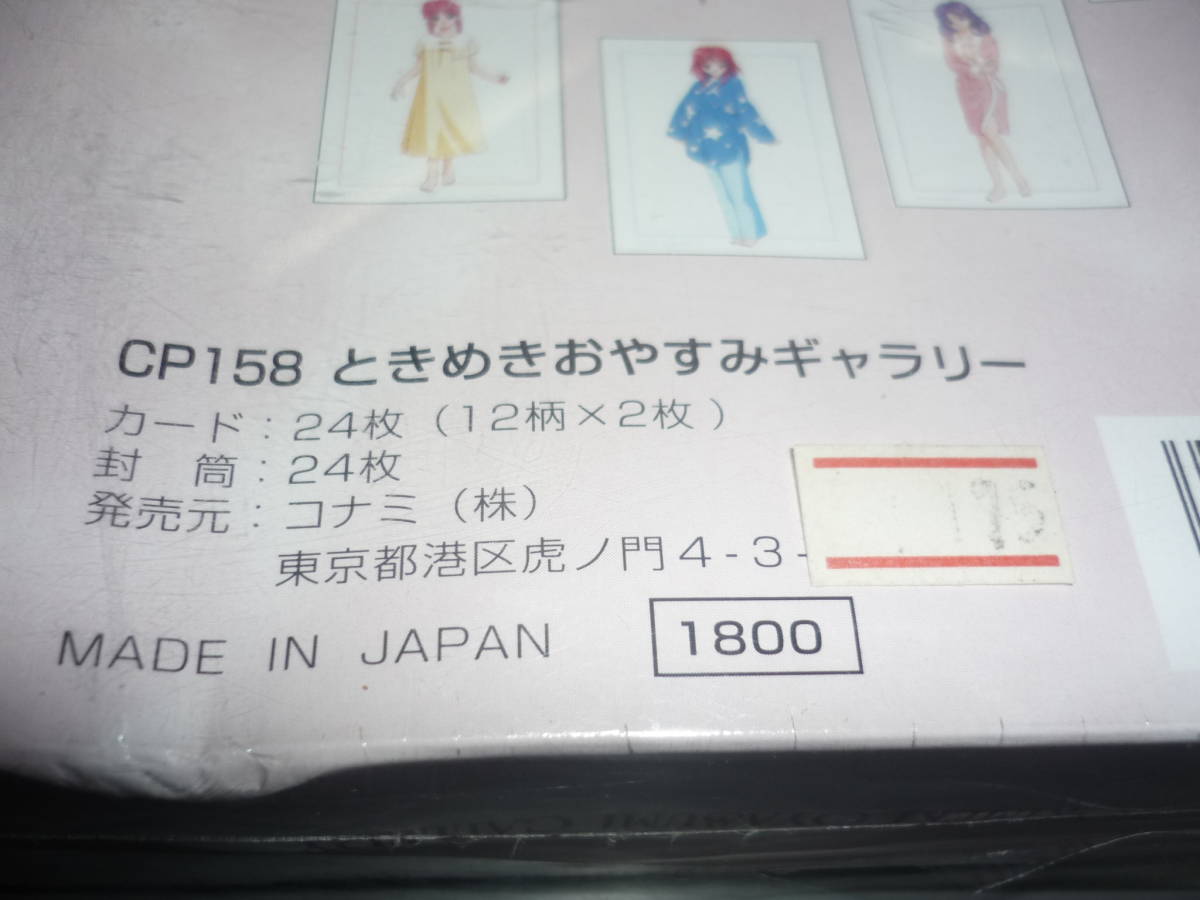 CP158 ときめきおやすみギャラリー
カード：24枚（12柄×2枚）
封　筒：24枚
発売元：コナミ（株）
東京都港区虎ノ門4-3-
MADE IN JAPAN
1800